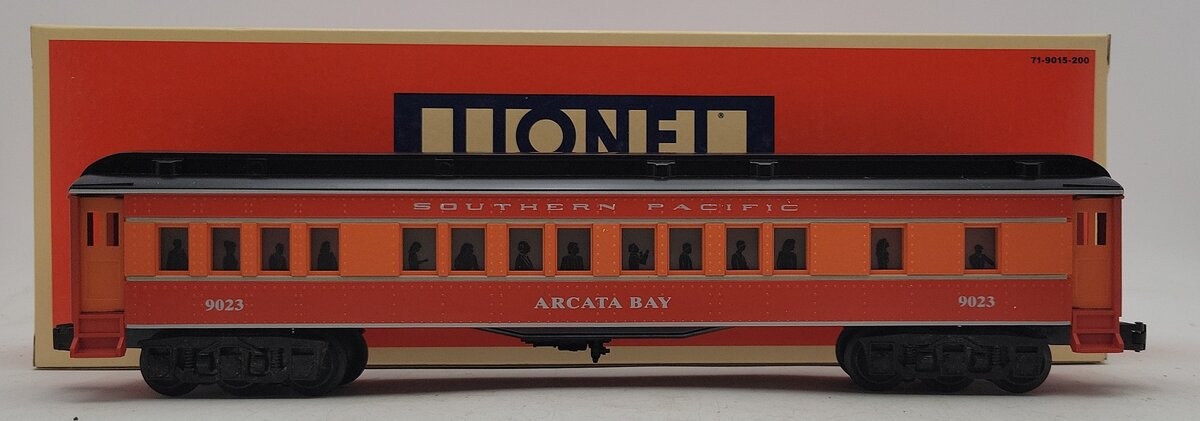 71-9015-200
LIONEL®
SOUTHERN PACIFIC
9023 ARCATA BAY 9023